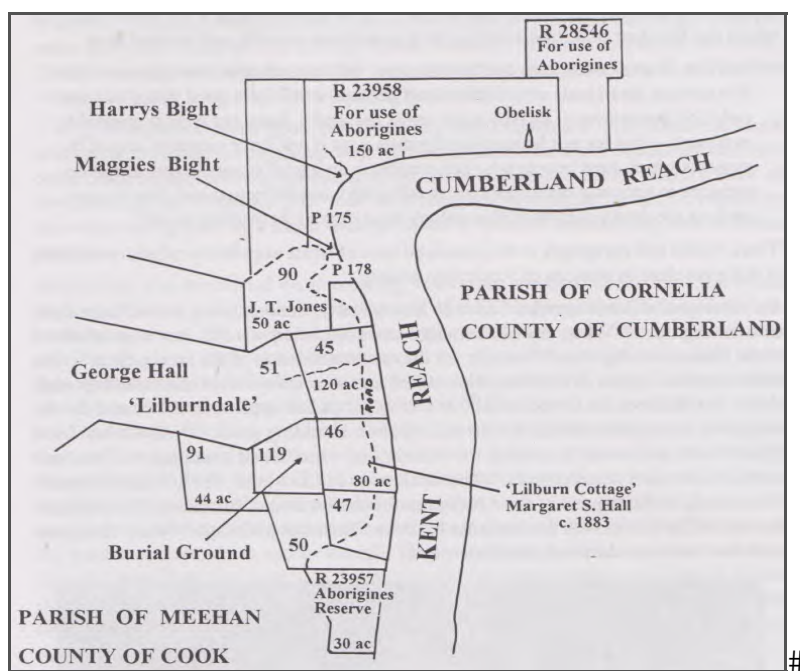 R 28546
For use of
Aborigines
R 23958
For use of
Aborigines
150 ac
Harrys Bight
Obelisk
Maggies Bight
CUMBERLAND REACH
P 175
90
P 178
PARISH OF CORNELIA
COUNTY OF CUMBERLAND
J. T. Jones
50 ac
45
George Hall
'Lilburndale'
51
120 ac
ROAD
46
91
119
80 ac
44 ac
47
'Lilburn Cottage'
Margaret S. Hall
c. 1883
KENT REACH
Burial Ground
50
R 23957
Aborigines
Reserve
30 ac
PARISH OF MEEHAN
COUNTY OF COOK
#